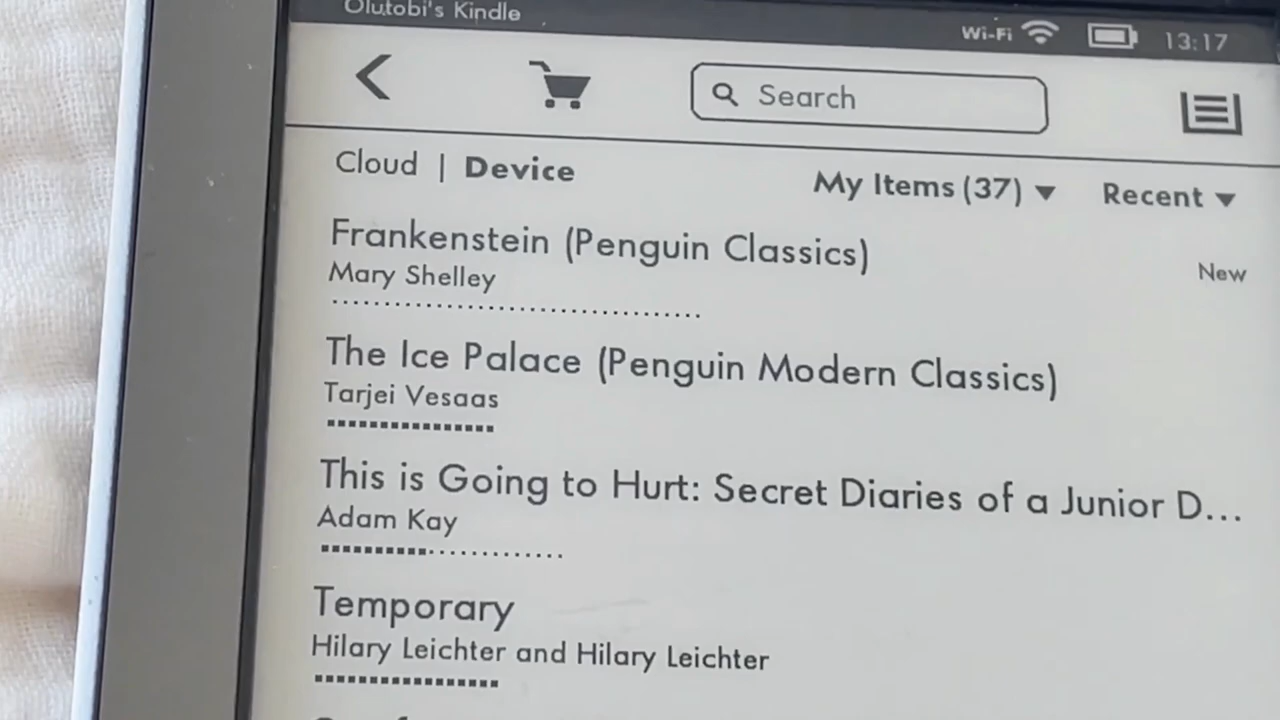 Olutobi's Kindle
Wi-Fi 13:17
Search
Cloud | Device
My Items (37) Recent
Frankenstein (Penguin Classics)
Mary Shelley
New
The Ice Palace (Penguin Modern Classics)
Tarjei Vesaas
This is Going to Hurt: Secret Diaries of a Junior D...
Adam Kay
Temporary
Hilary Leichter and Hilary Leichter